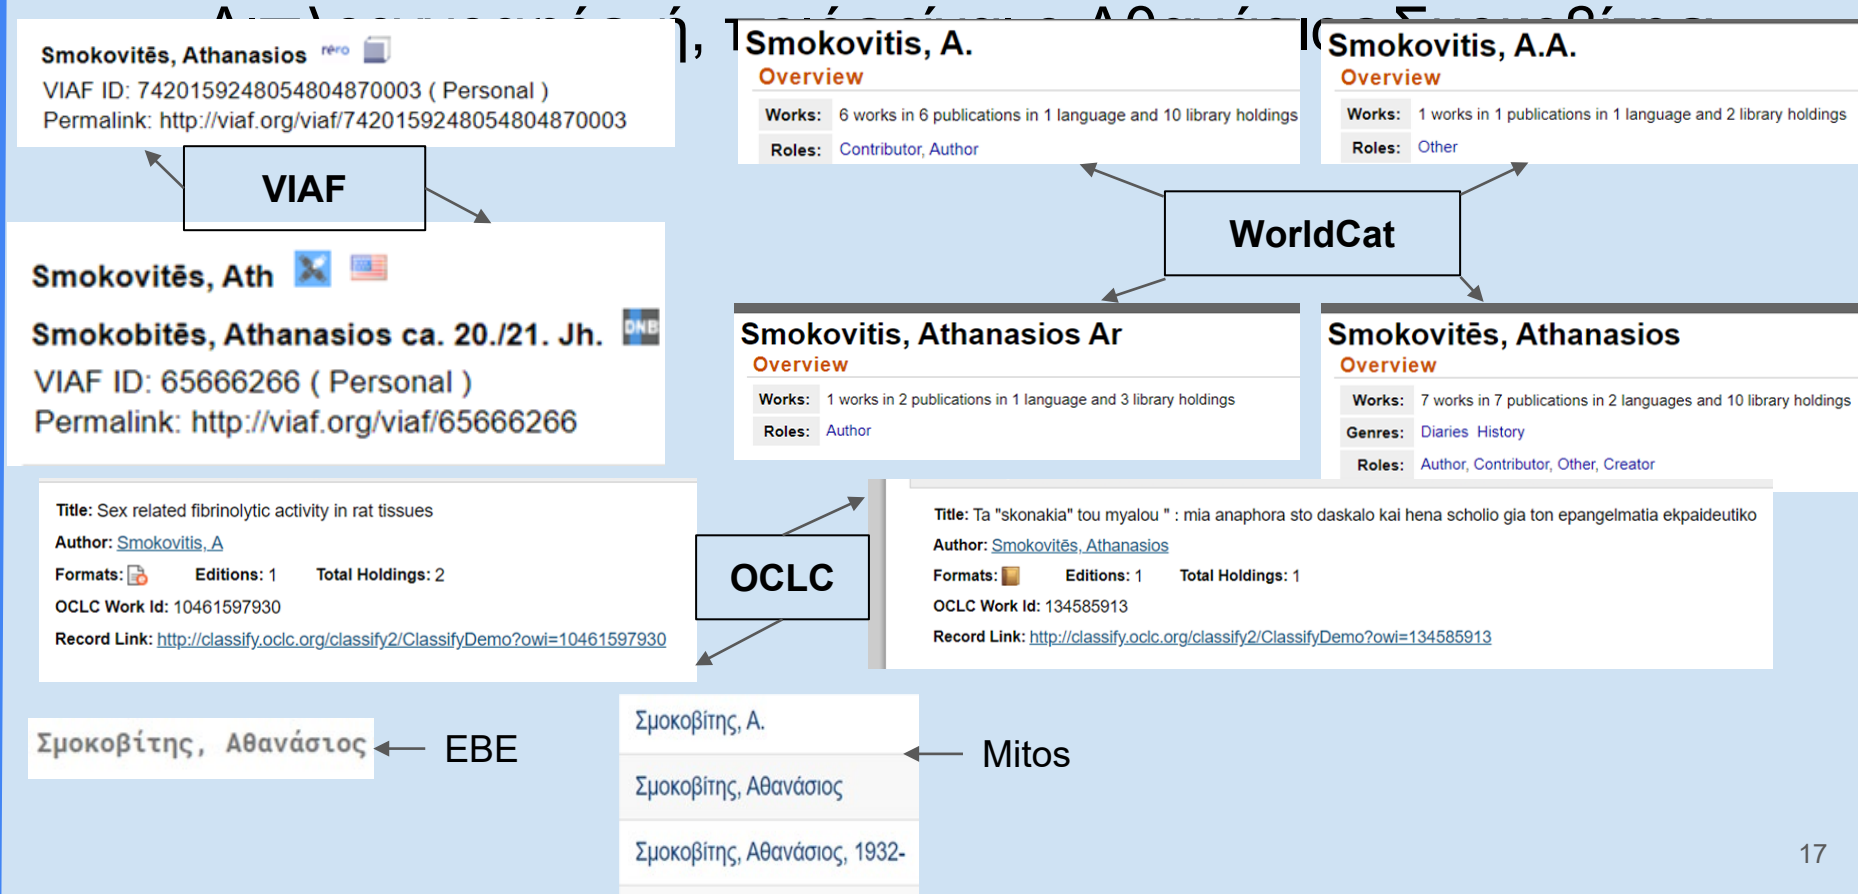 Smokovitēs, Athanasios rero
VIAF ID: 7420159248054804870003 ( Personal )
Permalink: http://viaf.org/viaf/7420159248054804870003
VIAF
Smokovitēs, Ath
Smokobitēs, Athanasios ca. 20./21. Jh. DNB
VIAF ID: 65666266 ( Personal )
Permalink: http://viaf.org/viaf/65666266
Smokovitis, A.
Overview
Works: 6 works in 6 publications in 1 language and 10 library holdings
Roles: Contributor, Author
Smokovitis, A.A.
Overview
Works: 1 works in 1 publications in 1 language and 2 library holdings
Roles: Other
WorldCat
Smokovitis, Athanasios Ar
Overview
Works: 1 works in 2 publications in 1 language and 3 library holdings
Roles: Author
Smokovitēs, Athanasios
Overview
Works: 7 works in 7 publications in 2 languages and 10 library holdings
Genres: Diaries History
Roles: Author, Contributor, Other, Creator
Title: Sex related fibrinolytic activity in rat tissues
Author: Smokovitis, A
Formats: Editions: 1 Total Holdings: 2
OCLC Work Id: 10461597930
Record Link: http://classify.oclc.org/classify2/ClassifyDemo?owi=10461597930
OCLC
Title: Ta "skonakia" tou myalou " : mia anaphora sto daskalo kai hena scholio gia ton epangelmatia ekpaideutiko
Author: Smokovitēs, Athanasios
Formats: Editions: 1 Total Holdings: 1
OCLC Work Id: 134585913
Record Link: http://classify.oclc.org/classify2/ClassifyDemo?owi=134585913
Σμοκοβίτης, Αθανάσιος
EBE
Σμοκοβίτης, Α.
Σμοκοβίτης, Αθανάσιος
Σμοκοβίτης, Αθανάσιος, 1932-
Mitos
17